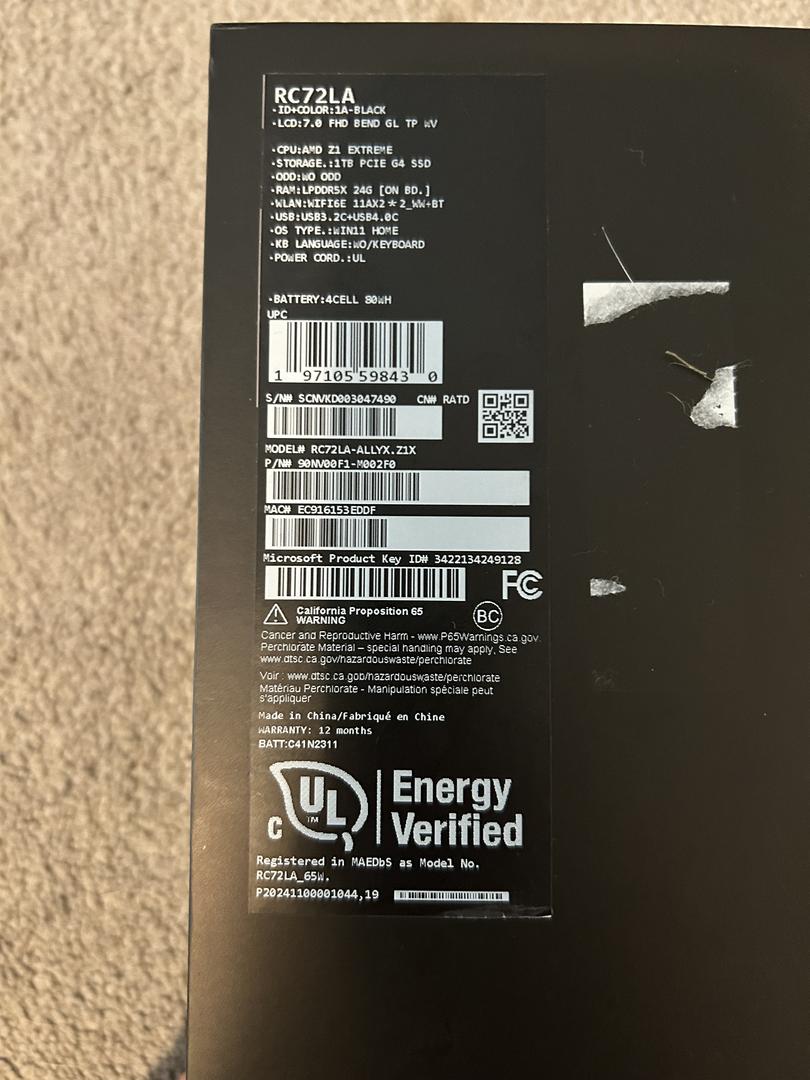 RC72LA
·ID+COLOR:1A-BLACK
·LCD:7.0 FHD BEND GL TP WV
·CPU:AMD Z1 EXTREME
·STORAGE.:1TB PCIE G4 SSD
·ODD:WO ODD
·RAM:LPDDR5X 24G [ON BD.]
·WLAN:WIFI6E 11AX2*2_WW+BT
·USB:USB3.2C+USB4.0C
·OS TYPE.:WIN11 HOME
·KB LANGUAGE:WO/KEYBOARD
·POWER CORD.:UL
·BATTERY:4CELL 80WH
UPC
1 97105 59843 0
S/N# SCNVKD003047490 CN# RATD
MODEL# RC72LA-ALLYX.Z1X
P/N# 90NV00F1-M002F0
MAC# EC916153EDDF
Microsoft Product Key ID# 3422134249128
FC
California Proposition 65
WARNING
BC
Cancer and Reproductive Harm - www.P65Warnings.ca.gov.
Perchlorate Material – special handling may apply, See
www.dtsc.ca.gov/hazardouswaste/perchlorate
Voir : www.dtsc.ca.gob/hazardouswaste/perchlorate
Matériau Perchlorate - Manipulation spéciale peut
s'appliquer
Made in China/Fabriqué en Chine
WARRANTY: 12 months
BATT:C41N2311
C UL TM
Energy
Verified
Registered in MAEDbS as Model No.
RC72LA_65W.
P20241100001044,19